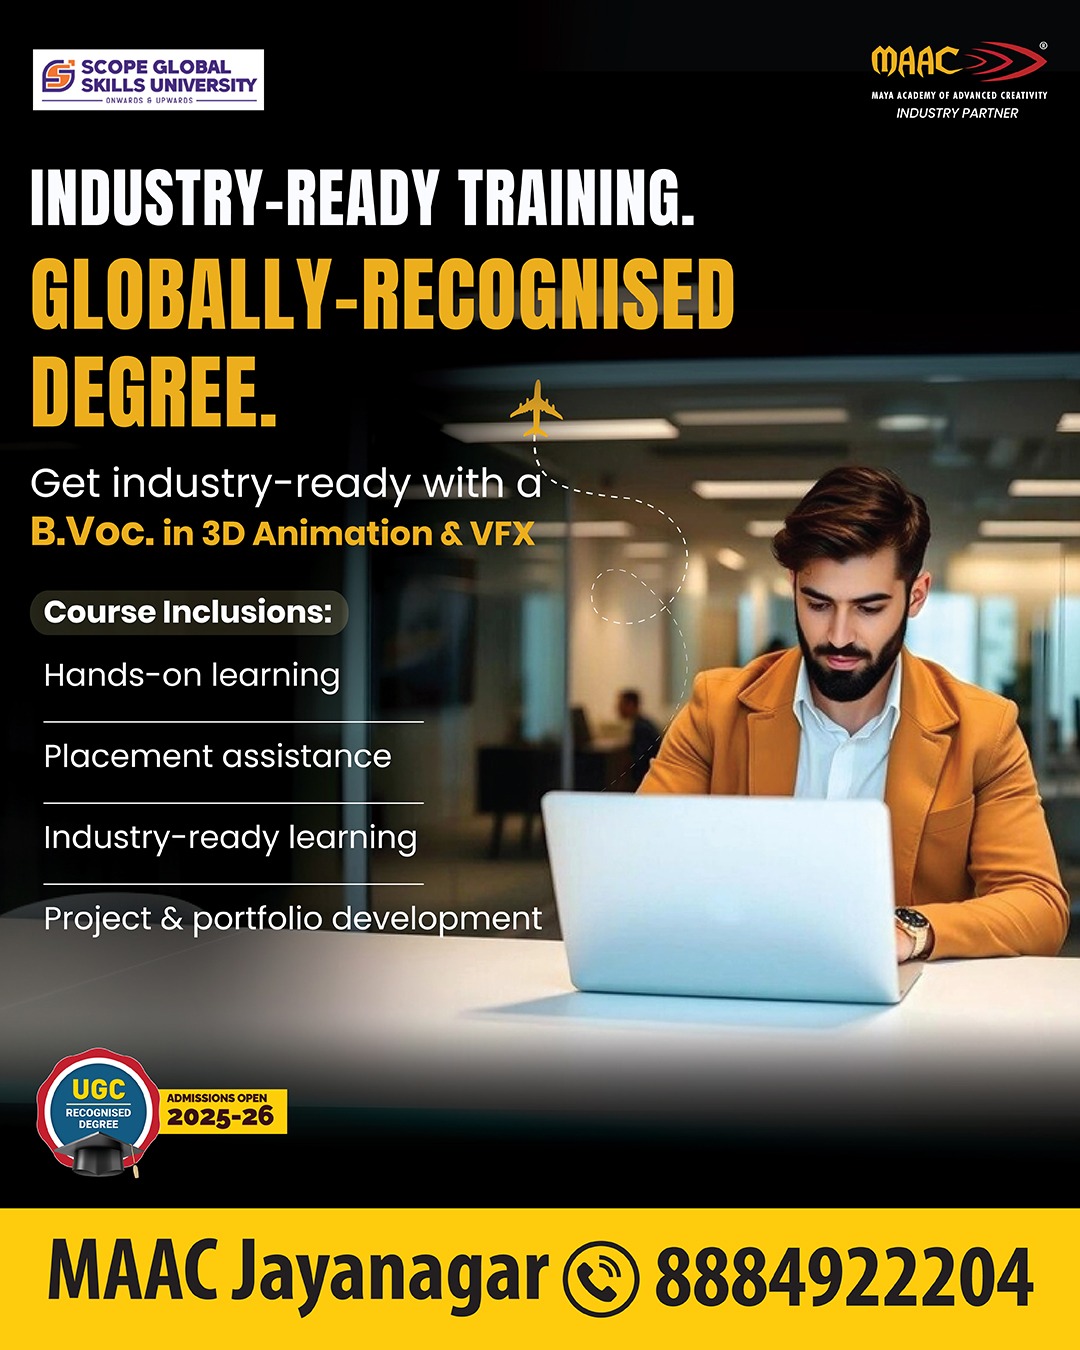 SCOPE GLOBAL
SKILLS UNIVERSITY
ONWARDS & UPWARDS
MAAC ®
MAYA ACADEMY OF ADVANCED CREATIVITY
INDUSTRY PARTNER
INDUSTRY-READY TRAINING.
GLOBALLY-RECOGNISED
DEGREE.
Get industry-ready with a
B.Voc. in 3D Animation & VFX
Course Inclusions:
Hands-on learning
Placement assistance
Industry-ready learning
Project & portfolio development
UGC
RECOGNISED
DEGREE
ADMISSIONS OPEN
2025-26
MAAC Jayanagar 8884922204